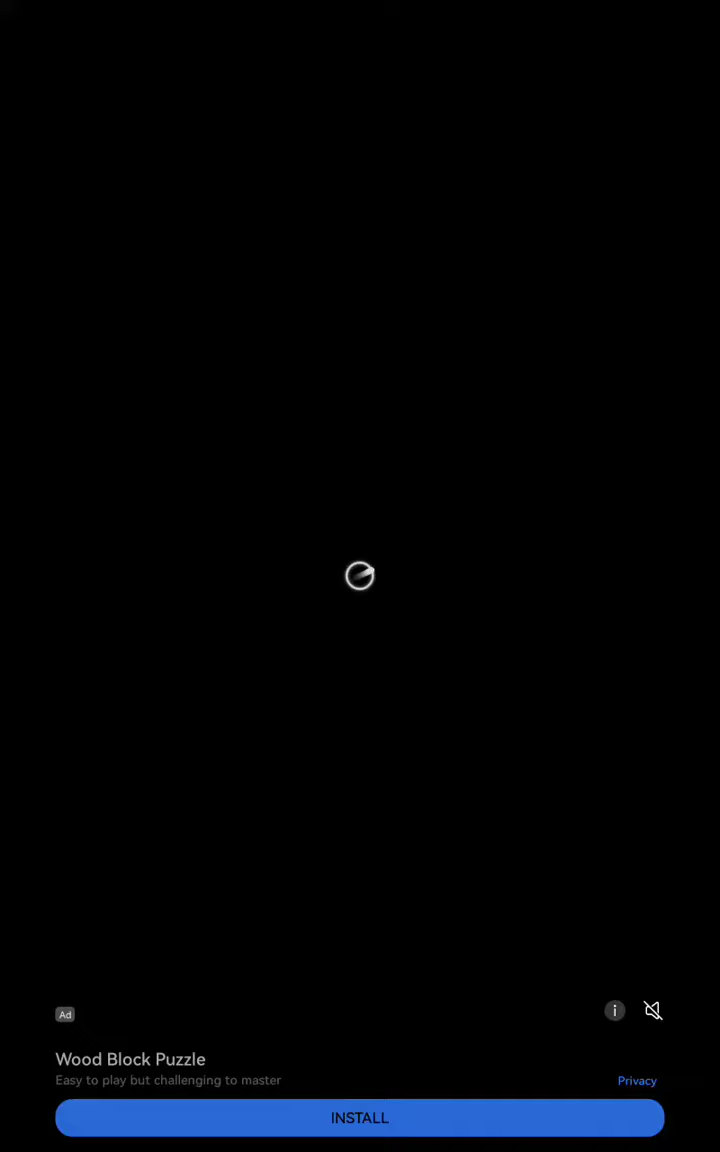 Ad
Wood Block Puzzle
Easy to play but challenging to master
Privacy
INSTALL